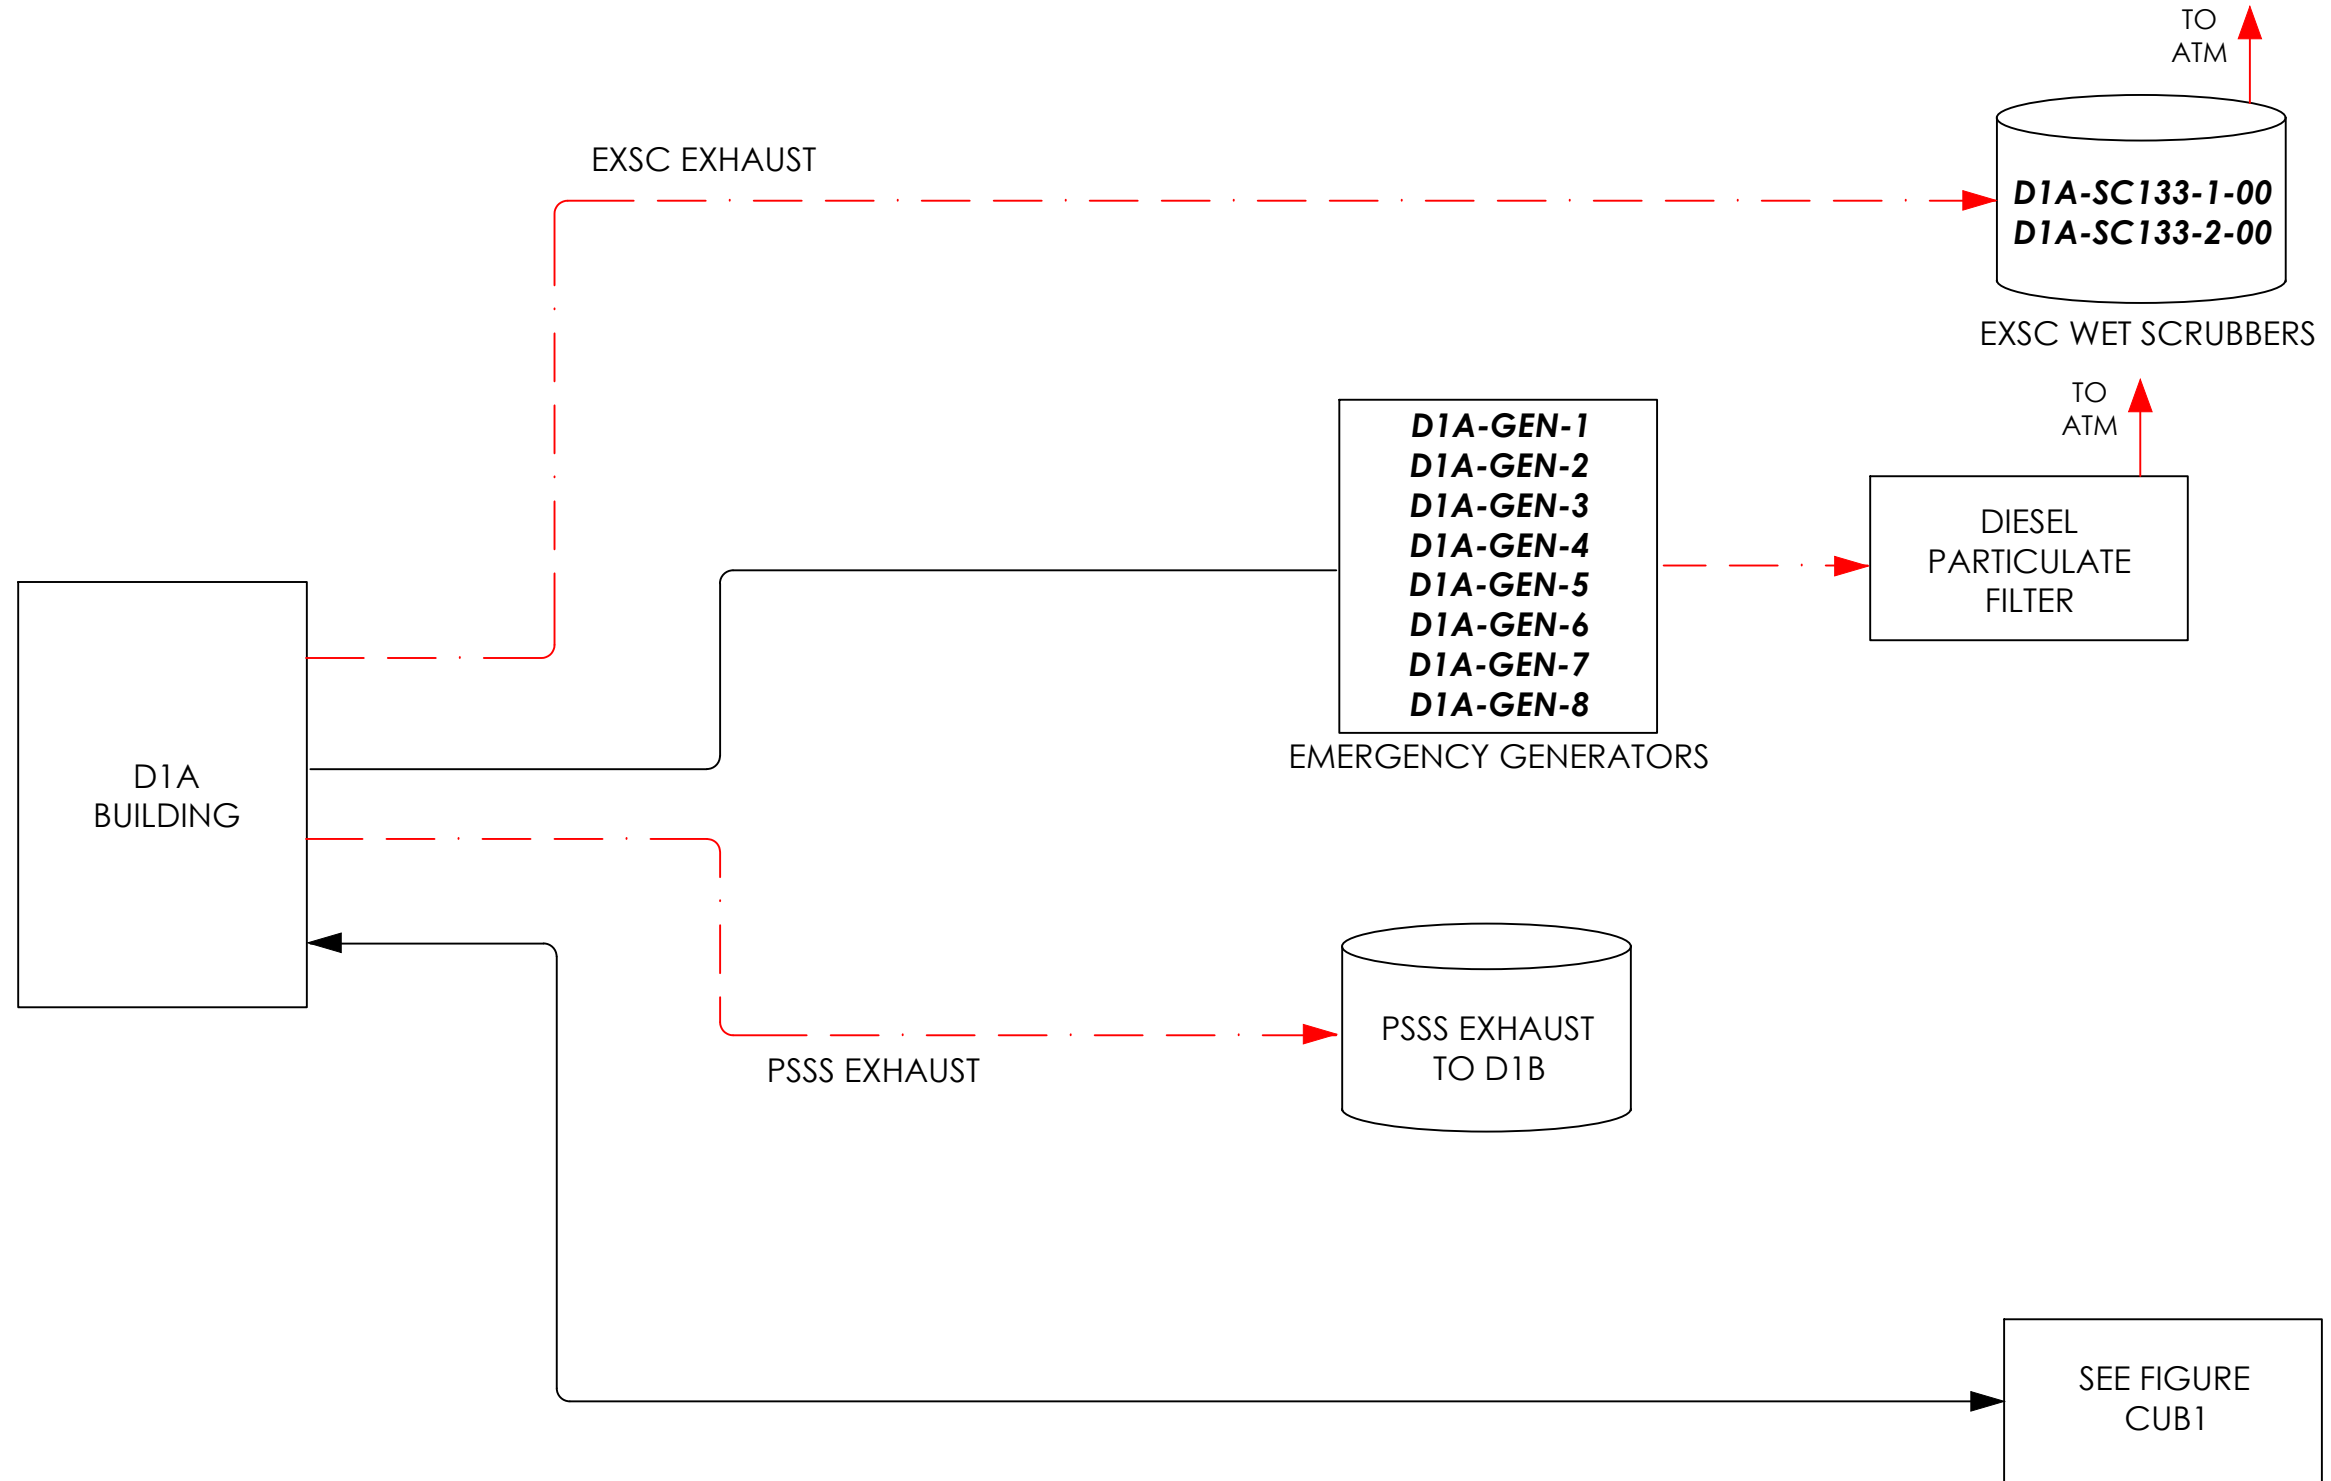 TO
ATM
EXSC EXHAUST
D1A-SC133-1-00
D1A-SC133-2-00
EXSC WET SCRUBBERS
TO
ATM
D1A-GEN-1
D1A-GEN-2
D1A-GEN-3
D1A-GEN-4
D1A-GEN-5
D1A-GEN-6
D1A-GEN-7
D1A-GEN-8
EMERGENCY GENERATORS
DIESEL
PARTICULATE
FILTER
D1A
BUILDING
PSSS EXHAUST
TO D1B
PSSS EXHAUST
SEE FIGURE
CUB1